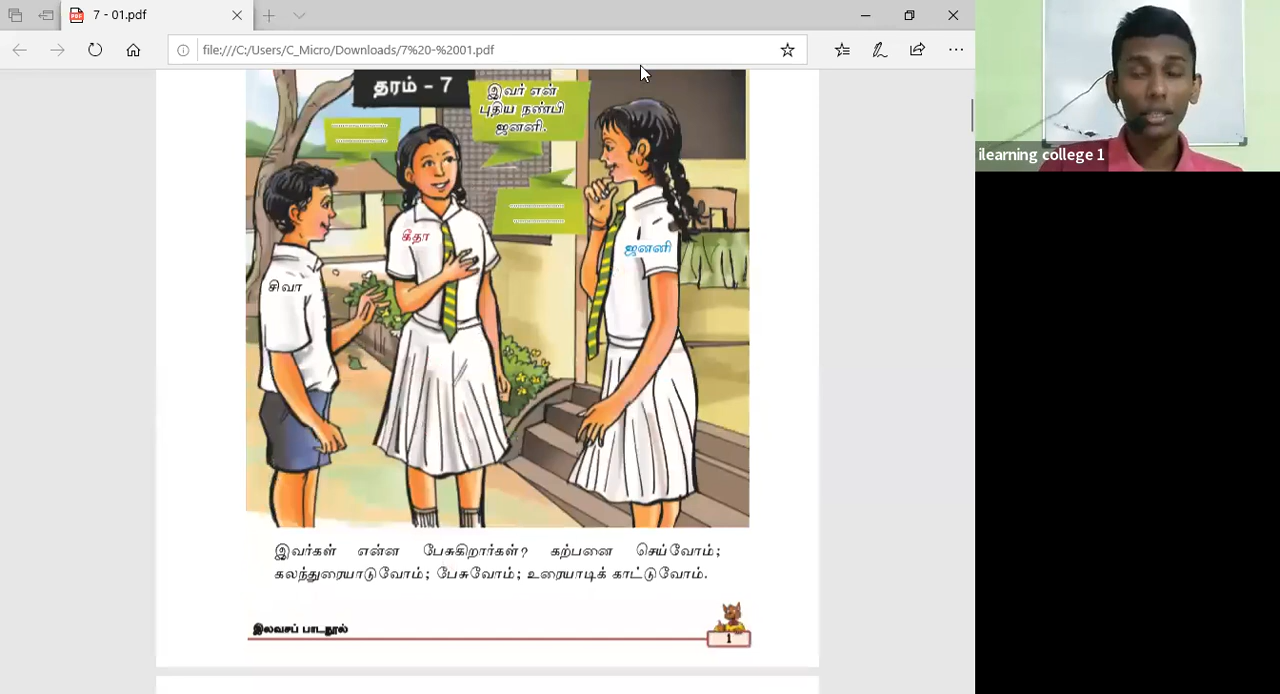 7 - 01.pdf
file:///C:/Users/C_Micro/Downloads/7%20-%2001.pdf
ilearning college 1
தரம் - 7
இவர் என்
புதிய நண்பி
ஜனனி.
கீதா
ஜனனி
சிவா
இவர்கள் என்ன பேசுகிறார்கள்? கற்பனை செய்வோம்;
கலந்துரையாடுவோம்; பேசுவோம்; உரையாடிக் காட்டுவோம்.
இலவசப் பாடநூல்
1